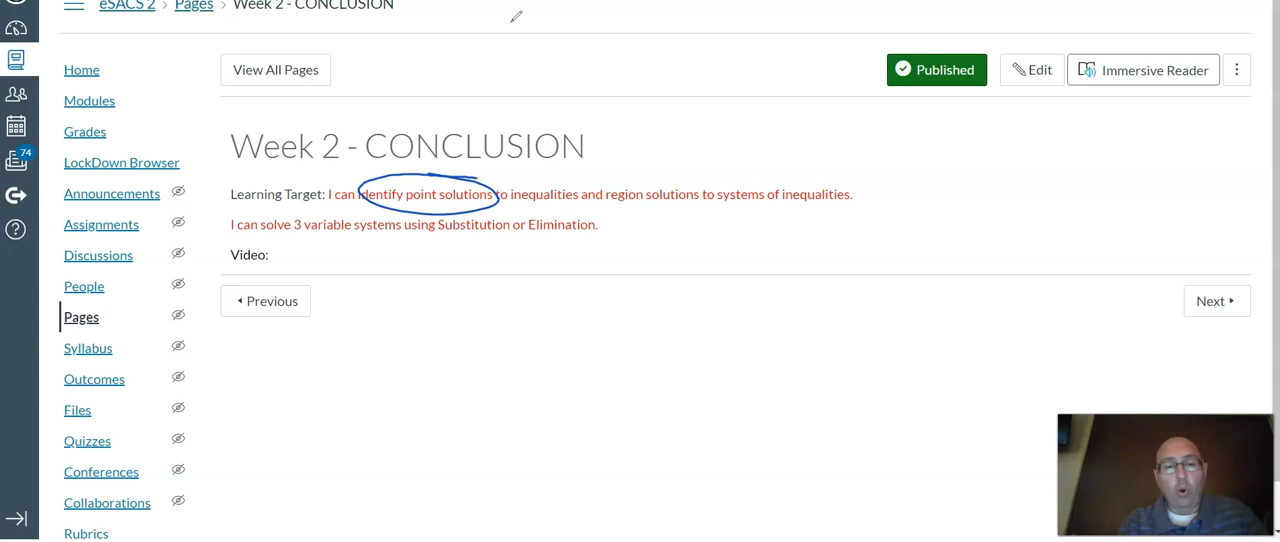 eSACS 2 > Pages > Week 2 - CONCLUSION
View All Pages
Published
Edit
Immersive Reader
Home
Modules
Grades
LockDown Browser
Announcements
Assignments
Discussions
People
Pages
Syllabus
Outcomes
Files
Quizzes
Conferences
Collaborations
Rubrics
74
Week 2 - CONCLUSION
Learning Target: I can identify point solutions to inequalities and region solutions to systems of inequalities.
I can solve 3 variable systems using Substitution or Elimination.
Video:
Previous
Next